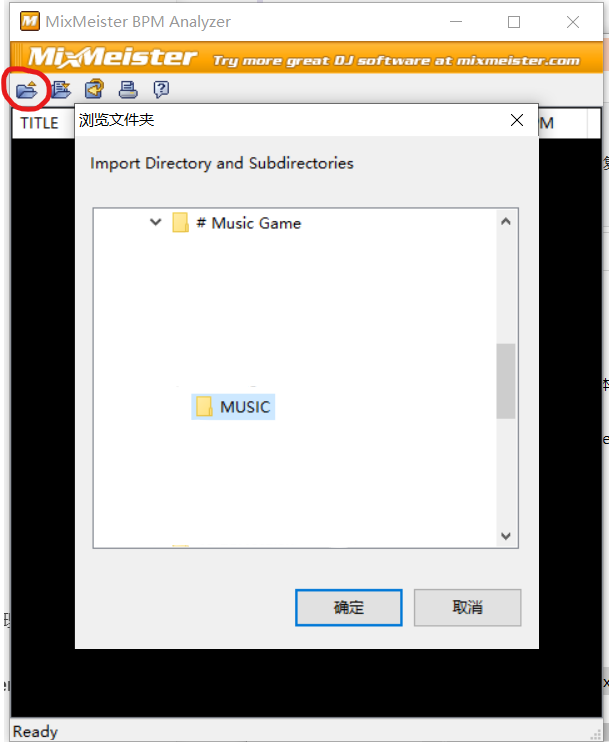 MixMeister BPM Analyzer
MixMeister Try more great DJ software at mixmeister.com
TITLE
浏览文件夹
Import Directory and Subdirectories
# Music Game
MUSIC
确定 取消
Ready